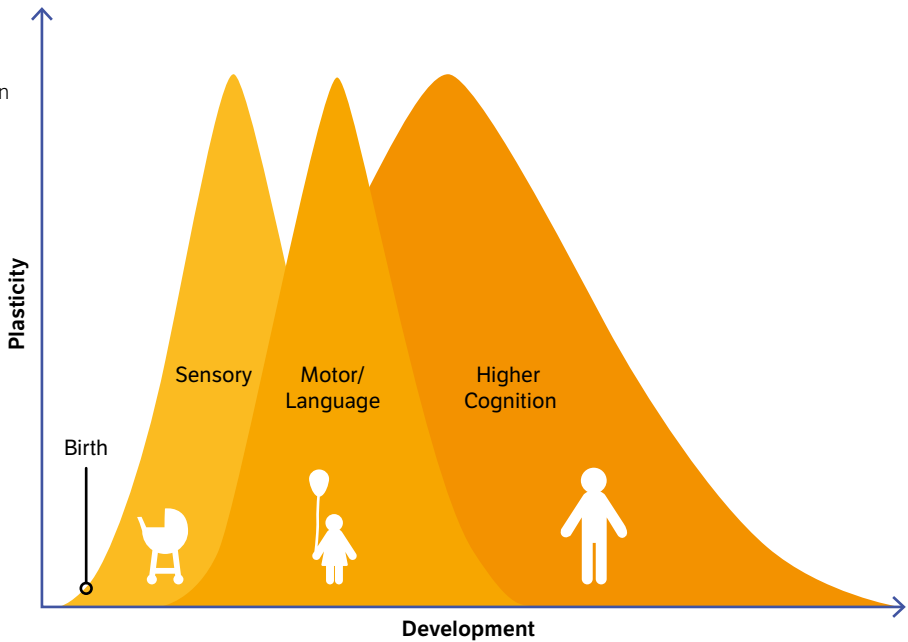 n
Plasticity
Sensory
Motor/
Language
Higher
Cognition
Birth
Development